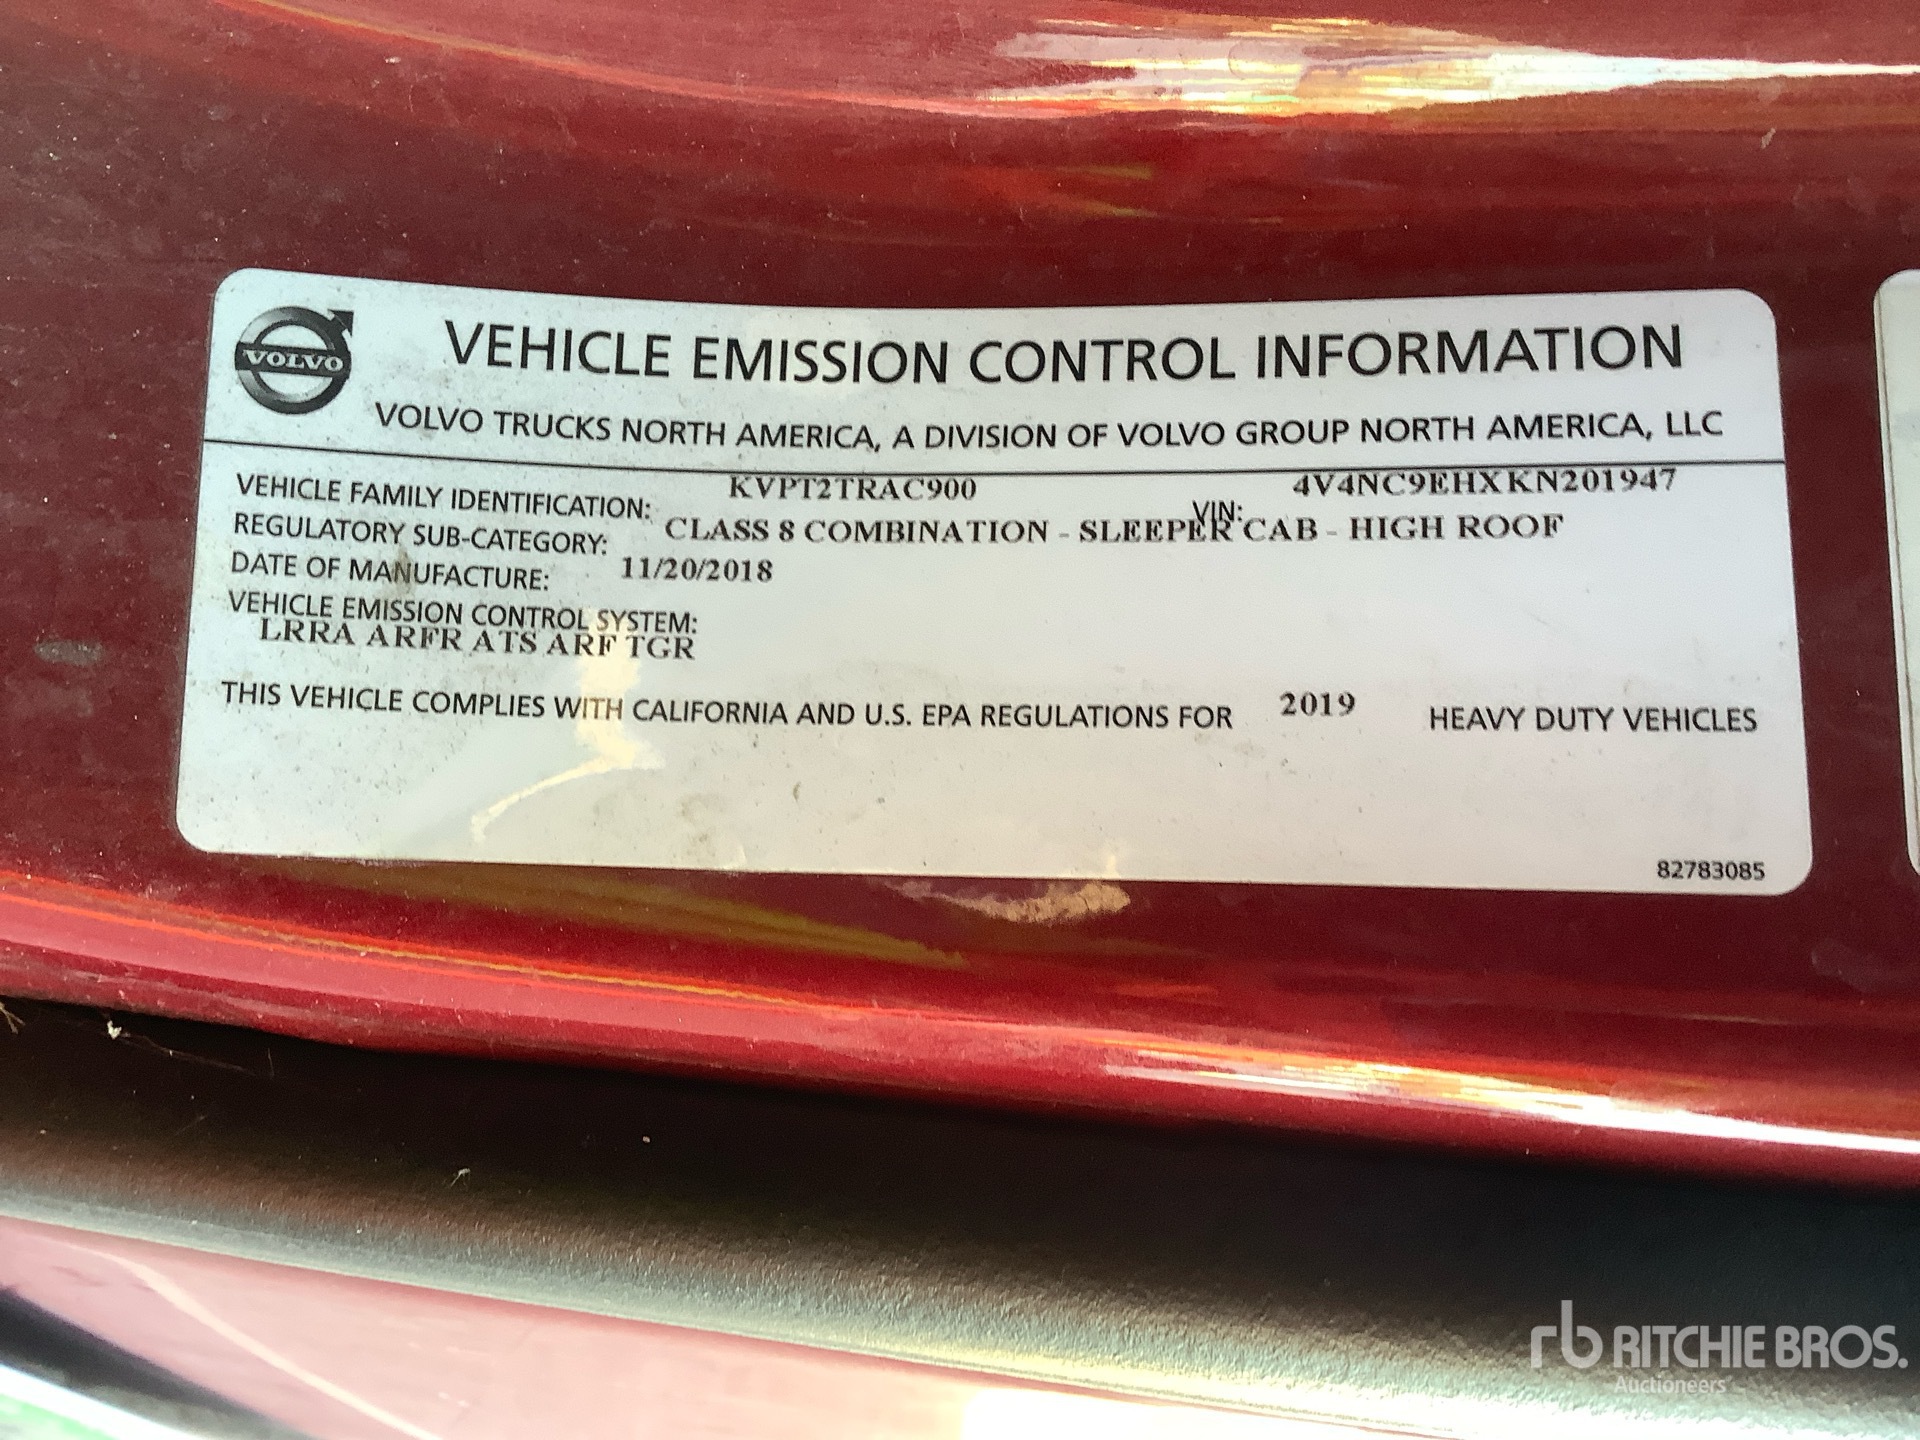 VOLVO
VEHICLE EMISSION CONTROL INFORMATION
VOLVO TRUCKS NORTH AMERICA, A DIVISION OF VOLVO GROUP NORTH AMERICA, LLC
VEHICLE FAMILY IDENTIFICATION: KVPT2TRAC900 VIN: 4V4NC9EHXKN201947
REGULATORY SUB-CATEGORY: CLASS 8 COMBINATION - SLEEPER CAB - HIGH ROOF
DATE OF MANUFACTURE: 11/20/2018
VEHICLE EMISSION CONTROL SYSTEM:
LRRA ARFR ATS ARF TGR
THIS VEHICLE COMPLIES WITH CALIFORNIA AND U.S. EPA REGULATIONS FOR 2019 HEAVY DUTY VEHICLES
82783085
rb RITCHIE BROS.
Auctioneers